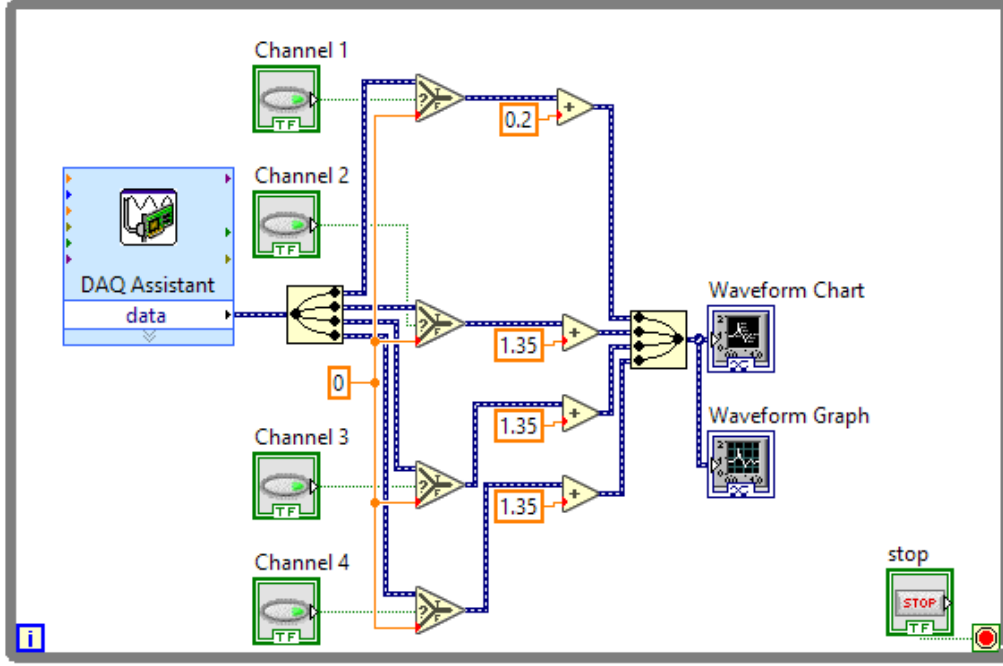 Channel 1
TF
0.2
Channel 2
TF
DAQ Assistant
data
Waveform Chart
1.35
0
1.35
Waveform Graph
Channel 3
TF
1.35
Channel 4
TF
stop
STOP
TF
i